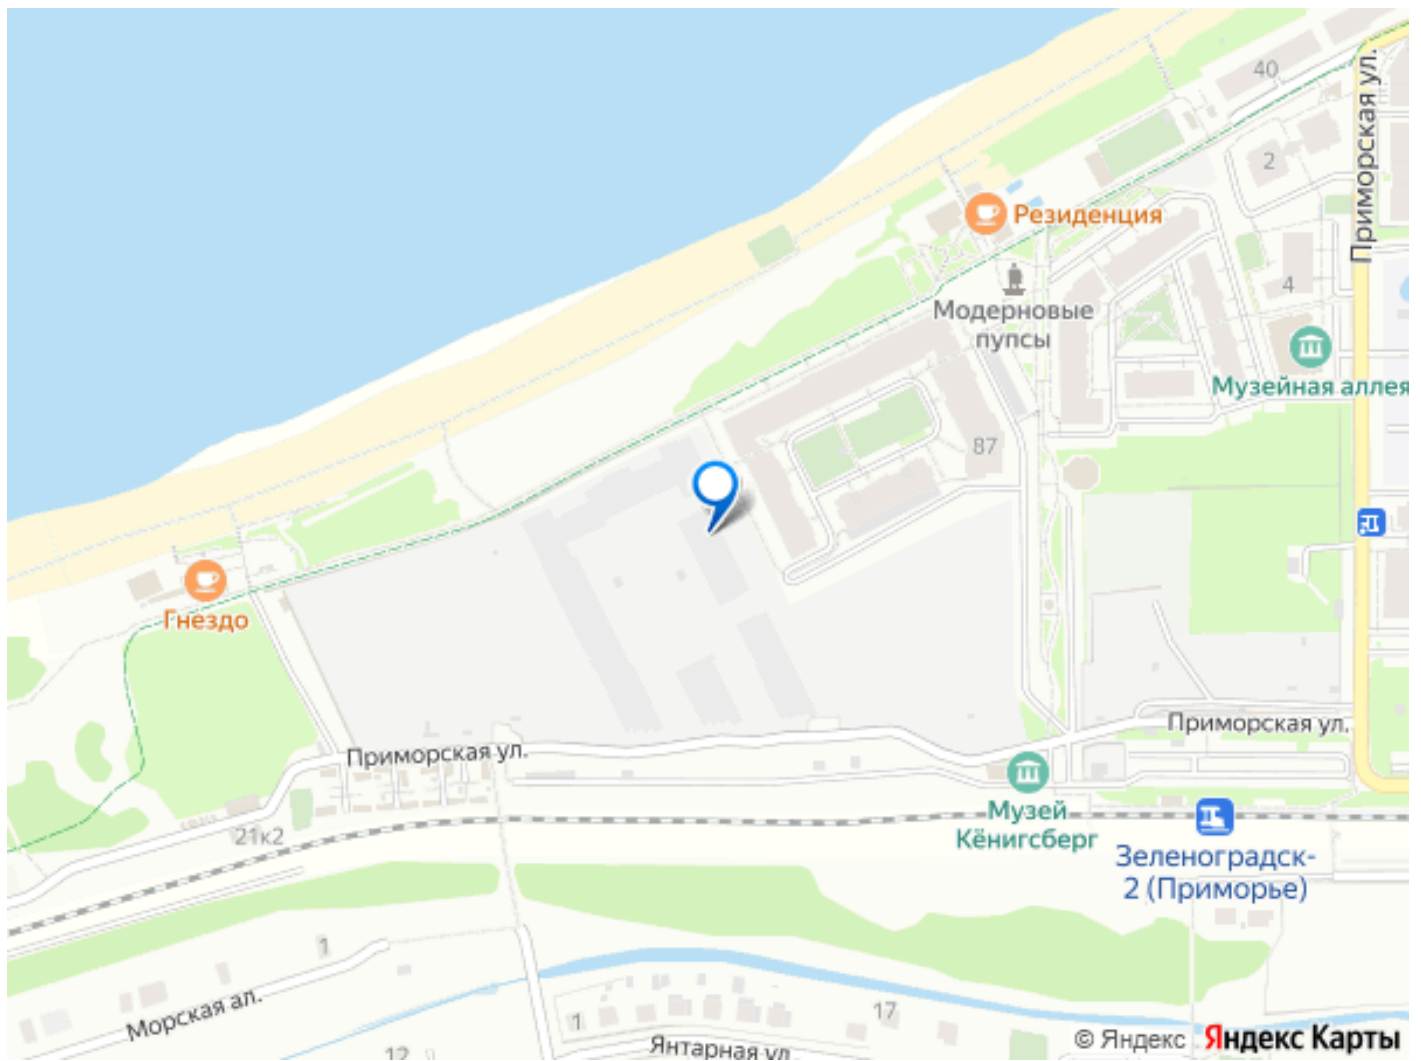 40
Приморская ул.
2
Резиденция
4
Модерновые
пупсы
Музейная аллея
87
Гнездо
Приморская ул.
Приморская ул.
21к2
Музей
Кёнигсберг
Зеленоградск-
2 (Приморье)
1
Морская ал.
17
1
12
Янтарная ул
© Яндекс Яндекс Карты